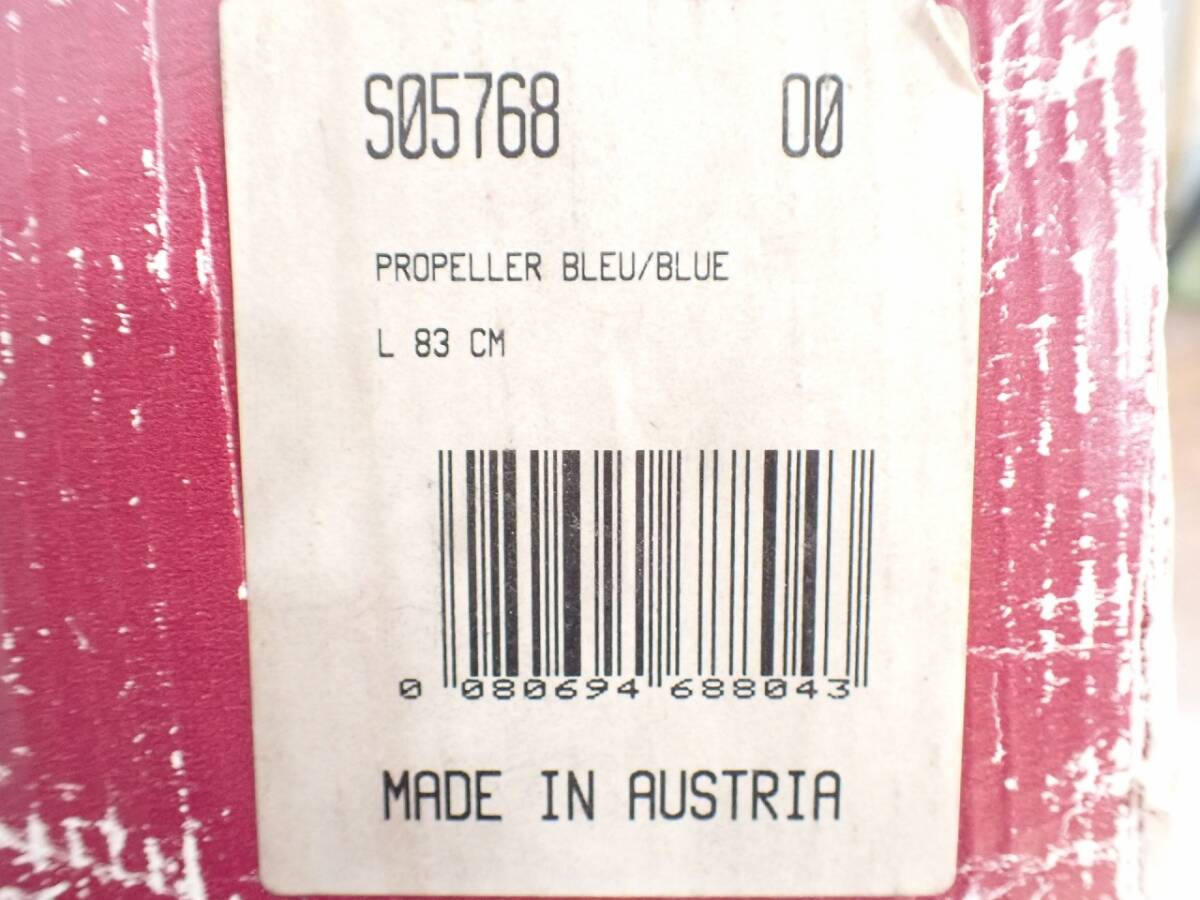 S05768 00
PROPELLER BLEU/BLUE
L 83 CM
0 080694 688043
MADE IN AUSTRIA